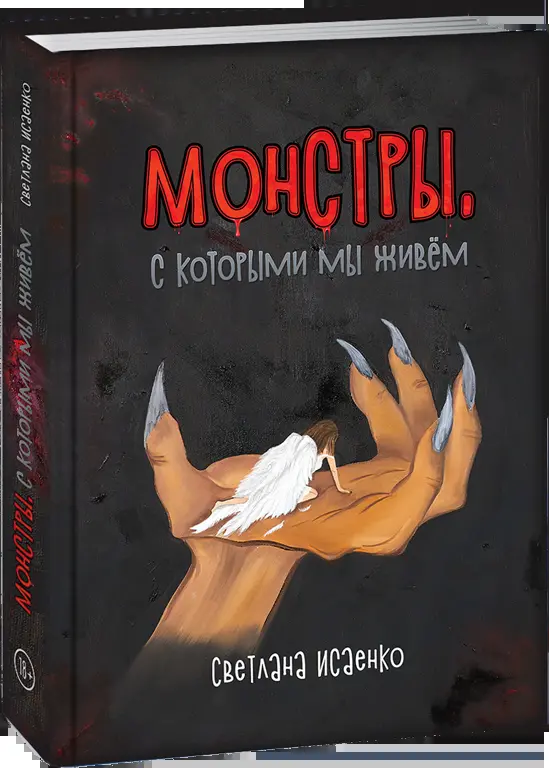 МОНСТРЫ,
С КОТОРЫМИ МЫ ЖИВЁМ
СВЕТЛАНА ИСАЕНКО
МОНСТРЫ, С КОТОРЫМИ МЫ ЖИВЁМ СВЕТЛАНА ИСАЕНКО
18+